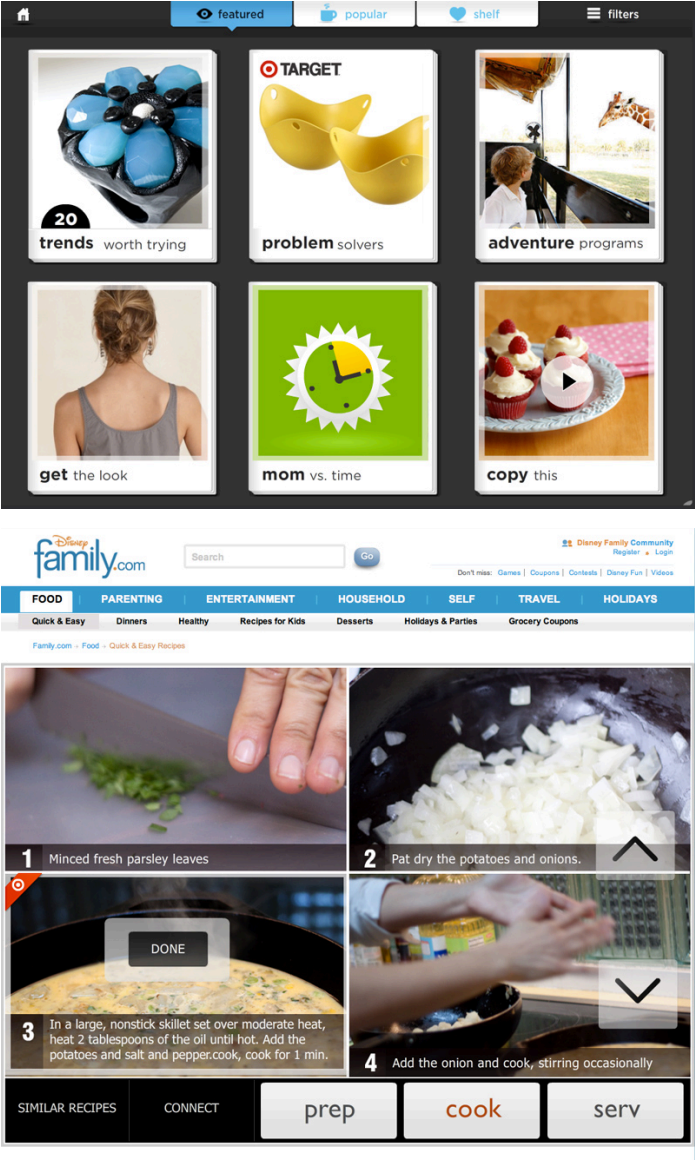 featured popular shelf filters
TARGET
20
trends worth trying
problem solvers
adventure programs
get the look
mom vs. time
copy this
Disney
family.com
Search Go
Disney Family Community
Register Login
Don't miss: Games | Coupons | Contests | Disney Fun | Videos
FOOD PARENTING ENTERTAINMENT HOUSEHOLD SELF TRAVEL HOLIDAYS
Quick & Easy Dinners Healthy Recipes for Kids Desserts Holidays & Parties Grocery Coupons
Family.com Food Quick & Easy Recipes
1 Minced fresh parsley leaves
2 Pat dry the potatoes and onions.
DONE
3 In a large, nonstick skillet set over moderate heat,
heat 2 tablespoons of the oil until hot. Add the
potatoes and salt and pepper.cook, cook for 1 min.
4 Add the onion and cook, stirring occasionally
SIMILAR RECIPES CONNECT prep cook serv